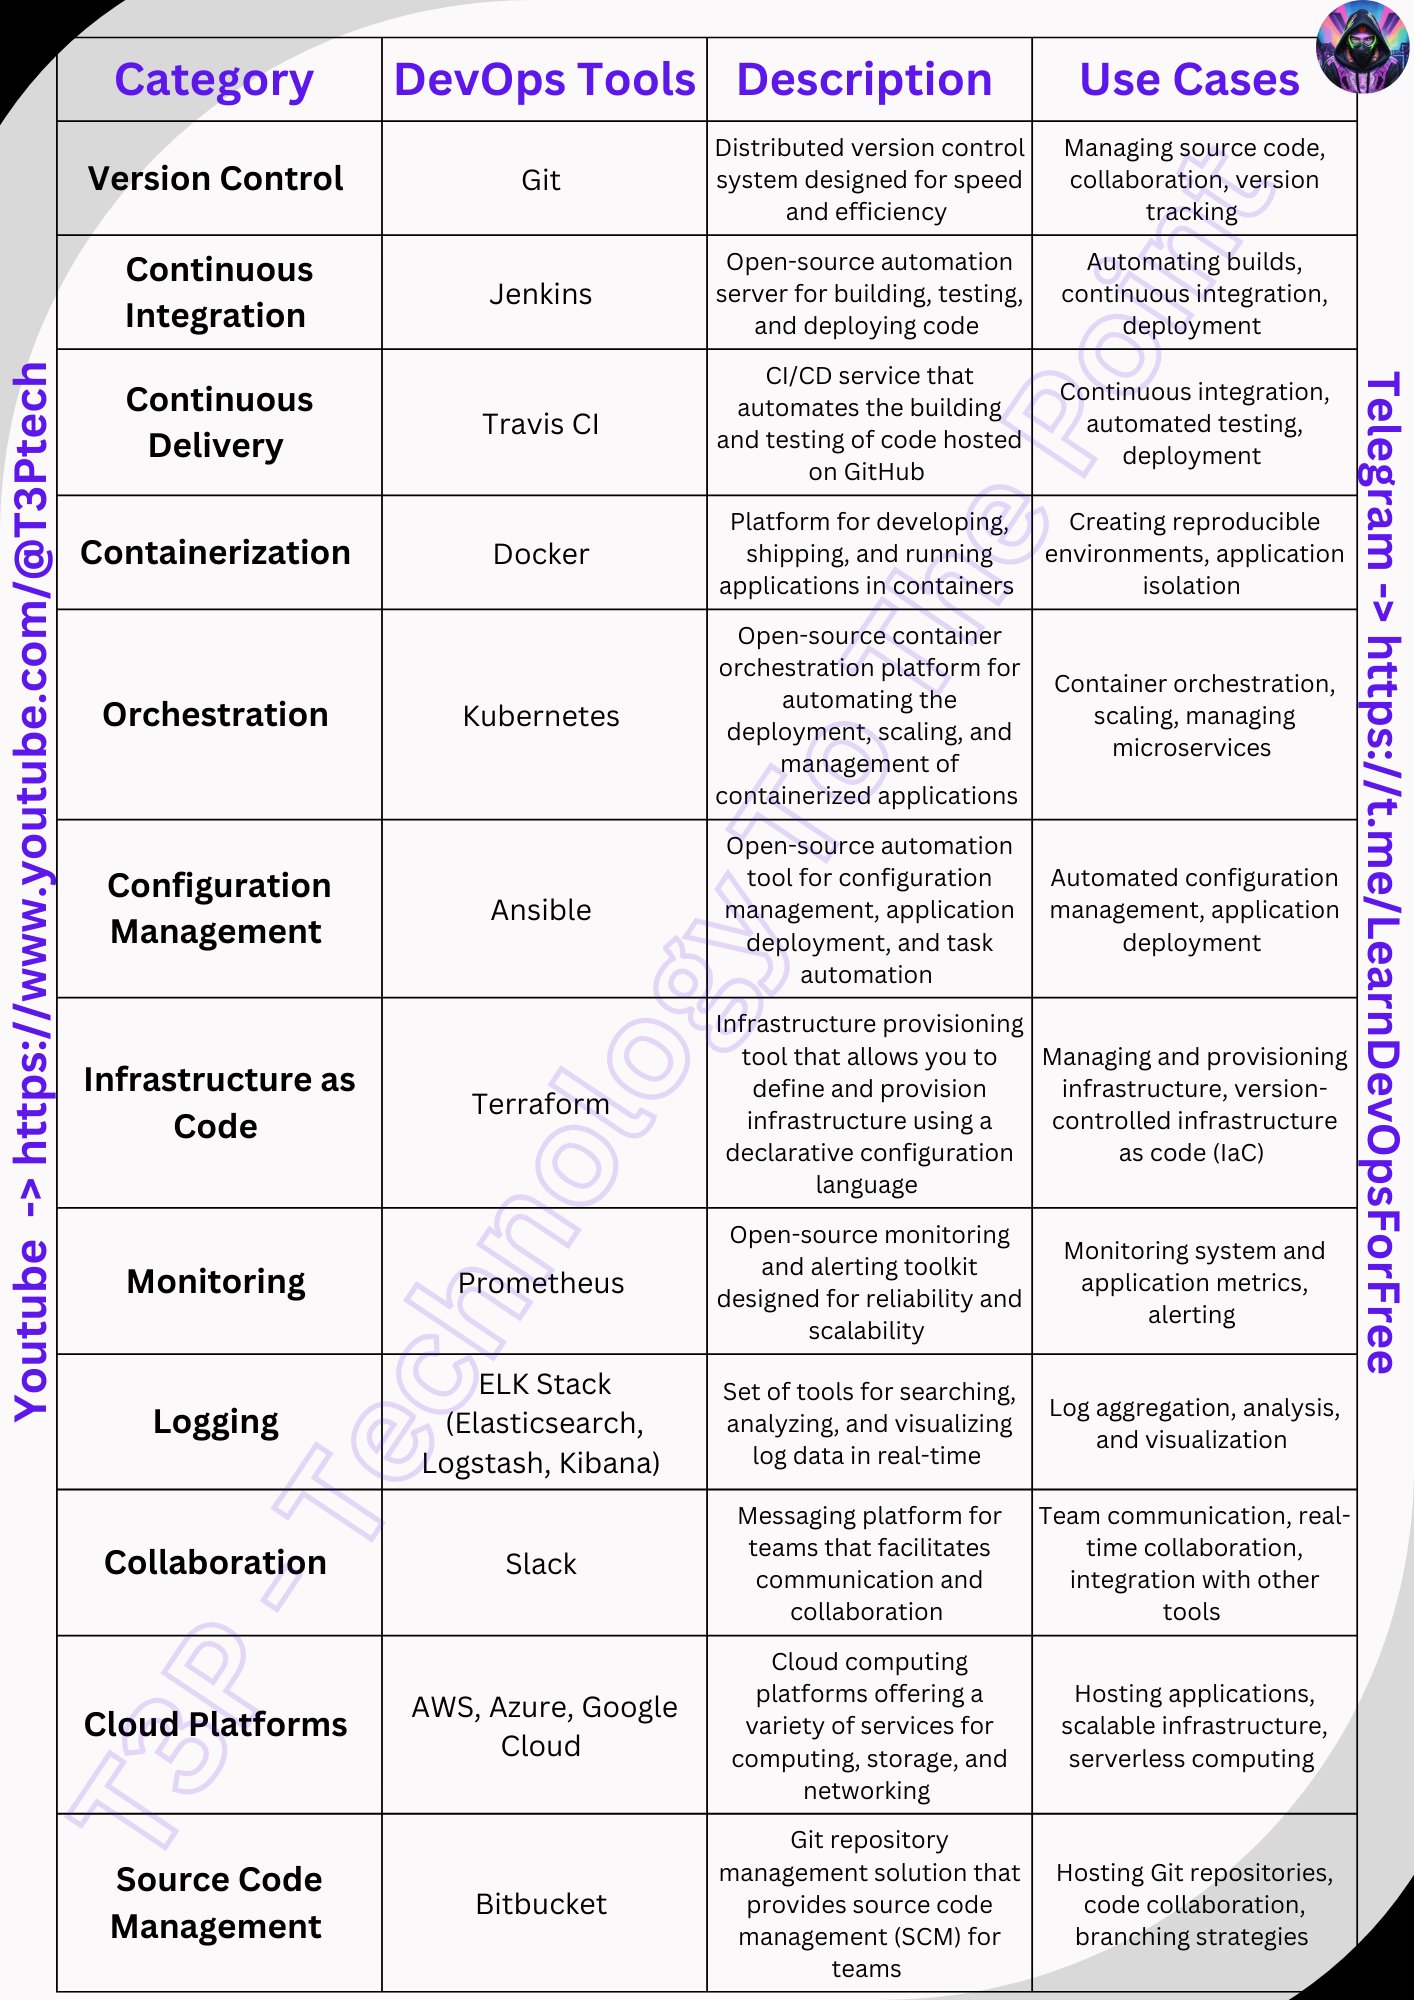 Category
DevOps Tools
Description
Use Cases
Version Control
Git
Distributed version control
system designed for speed
and efficiency
Managing source code,
collaboration, version
tracking
Continuous
Integration
Jenkins
Open-source automation
server for building, testing,
and deploying code
Automating builds,
continuous integration,
deployment
Continuous
Delivery
Travis CI
CI/CD service that
automates the building
and testing of code hosted
on GitHub
Continuous integration,
automated testing,
deployment
Containerization
Docker
Platform for developing,
shipping, and running
applications in containers
Creating reproducible
environments, application
isolation
Orchestration
Kubernetes
Open-source container
orchestration platform for
automating the
deployment, scaling, and
management of
containerized applications
Container orchestration,
scaling, managing
microservices
Configuration
Management
Ansible
Open-source automation
tool for configuration
management, application
deployment, and task
automation
Automated configuration
management, application
deployment
Infrastructure as
Code
Terraform
Infrastructure provisioning
tool that allows you to
define and provision
infrastructure using a
declarative configuration
language
Managing and provisioning
infrastructure, version-
controlled infrastructure
as code (IaC)
Monitoring
Prometheus
Open-source monitoring
and alerting toolkit
designed for reliability and
scalability
Monitoring system and
application metrics,
alerting
Logging
ELK Stack
(Elasticsearch,
Logstash, Kibana)
Set of tools for searching,
analyzing, and visualizing
log data in real-time
Log aggregation, analysis,
and visualization
Collaboration
Slack
Messaging platform for
teams that facilitates
communication and
collaboration
Team communication, real-
time collaboration,
integration with other
tools
Cloud Platforms
AWS, Azure, Google
Cloud
Cloud computing
platforms offering a
variety of services for
computing, storage, and
networking
Hosting applications,
scalable infrastructure,
serverless computing
Source Code
Management
Bitbucket
Git repository
management solution that
provides source code
management (SCM) for
teams
Hosting Git repositories,
code collaboration,
branching strategies
Youtube -> https://www.youtube.com/@T3Ptech
Telegram -> https://t.me/LearnDevOpsForFree
T3P - Technology To The Point